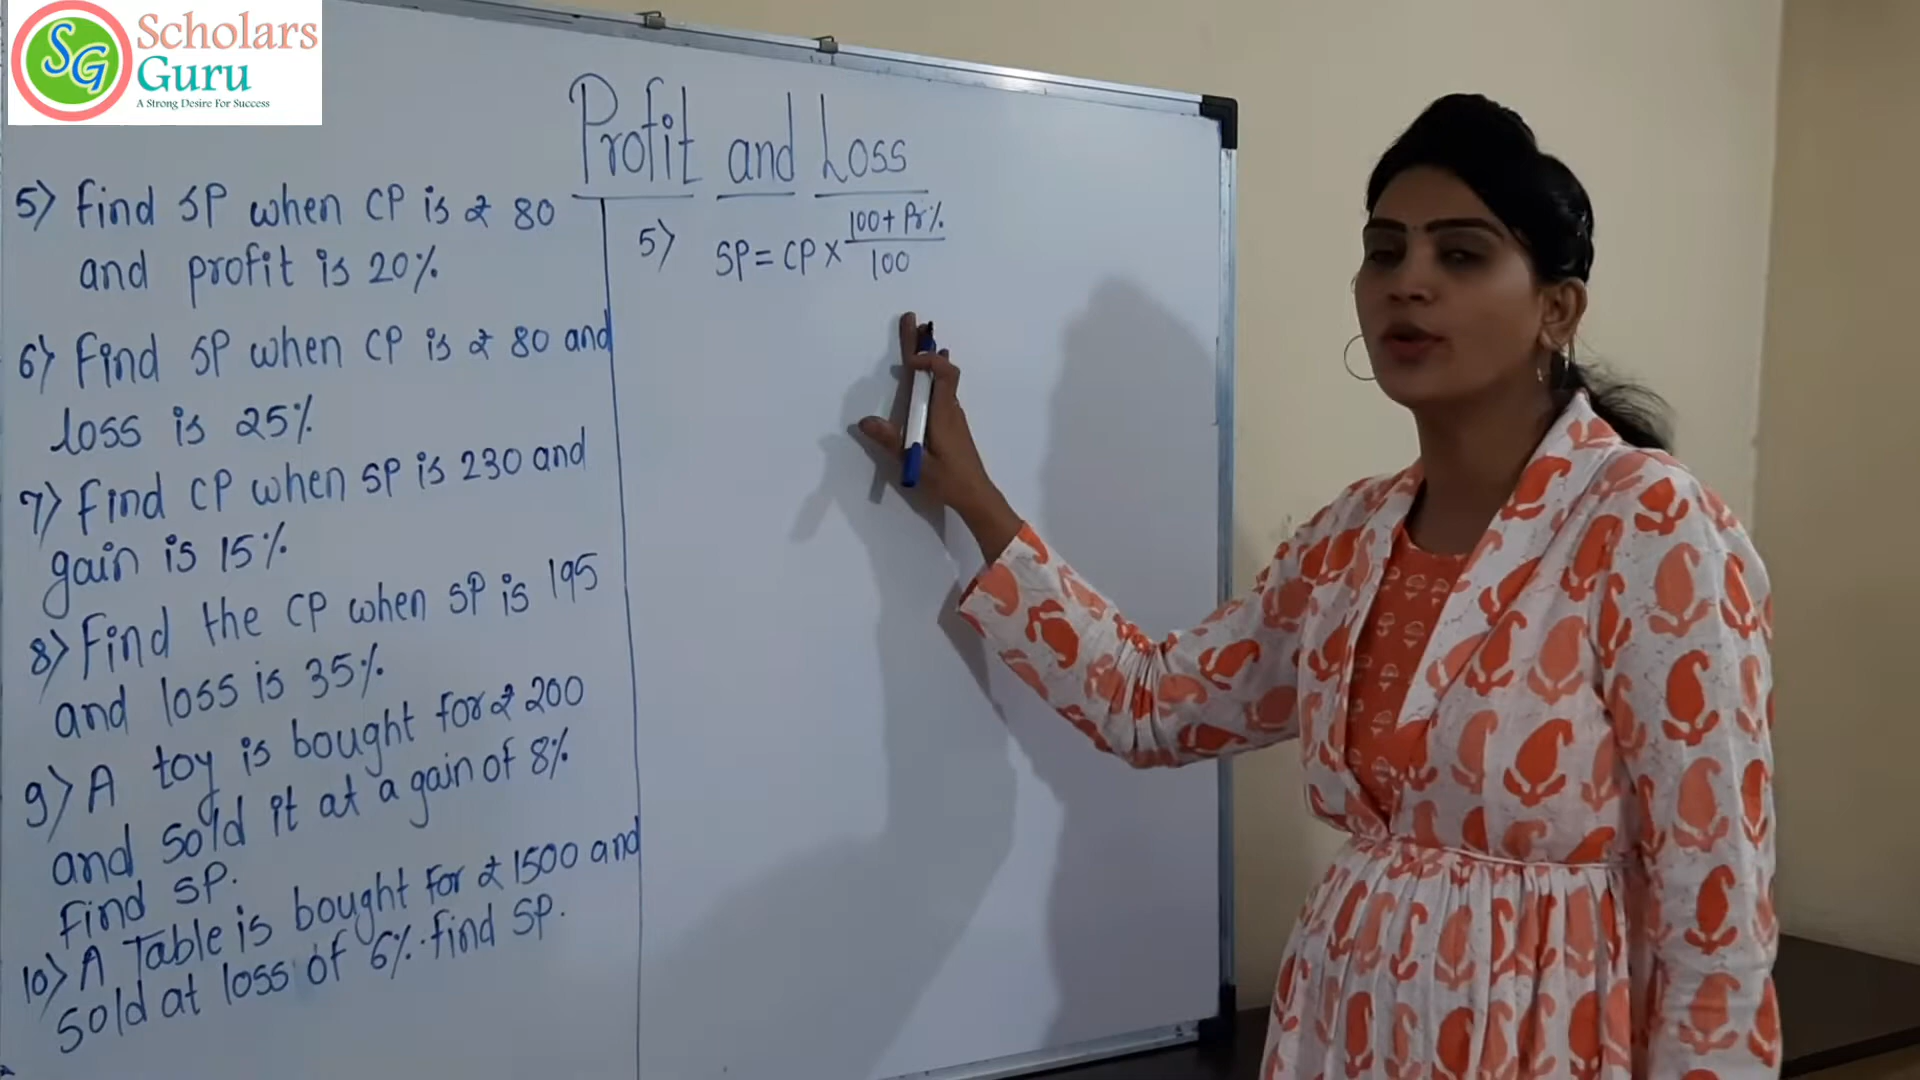 Scholars
Guru
A Strong Desire For Success
SG
Profit and Loss
5) Find SP when CP is ₹ 80
and profit is 20%
6) Find SP when CP is ₹ 80 and
loss is 25%
7) Find CP when SP is 230 and
gain is 15%
8) Find the CP when SP is 195
and loss is 35%
9) A toy is bought for ₹ 200
and sold it at a gain of 8%
find SP.
10) A Table is bought for ₹ 1500 and
sold at loss of 6%. find SP.
5) SP = CP × (100 + Pr%)/100